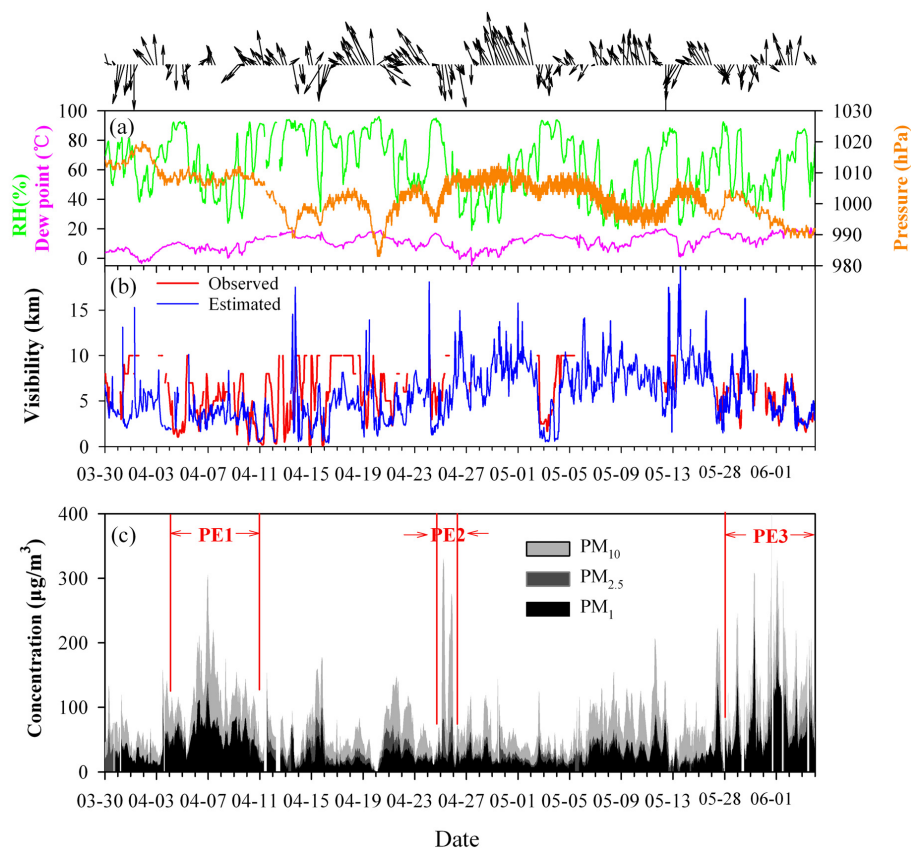 (a)
100
80
60
40
20
0
RH(%)
Dew point (℃)
1030
1020
1010
1000
990
980
Pressure (hPa)
(b)
Observed
Estimated
15
10
5
0
Visibility (km)
03-30 04-03 04-07 04-11 04-15 04-19 04-23 04-27 05-01 05-05 05-09 05-13 05-28 06-01
(c)
PE1
PE2
PE3
PM10
PM2.5
PM1
400
300
200
100
0
Concentration (μg/m³)
03-30 04-03 04-07 04-11 04-15 04-19 04-23 04-27 05-01 05-05 05-09 05-13 05-28 06-01
Date